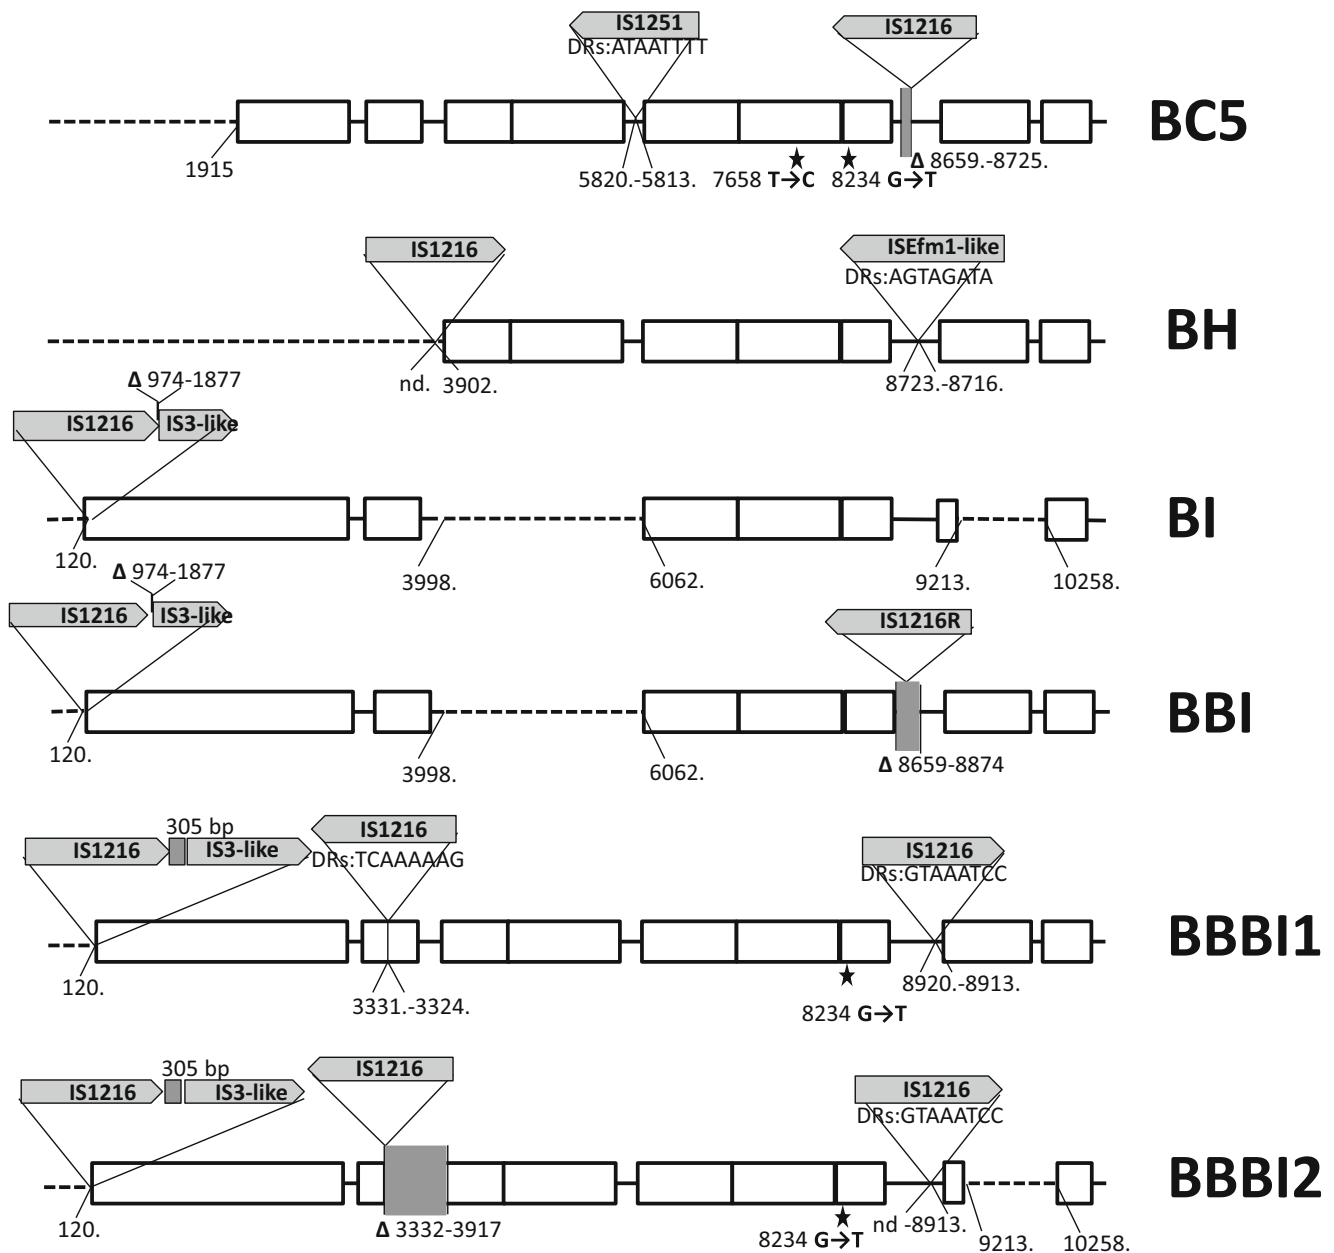 IS1251
IS1216
DRs:ATAATTTT
BC5
1915
5820.-5813.
7658 T→C
8234 G→T
Δ 8659.-8725.
IS1216
ISEfm1-like
DRs:AGTAGATA
BH
nd.
3902.
8723.-8716.
Δ 974-1877
IS1216
IS3-like
BI
120.
3998.
6062.
9213.
10258.
Δ 974-1877
IS1216
IS3-like
IS1216R
BBI
120.
3998.
6062.
Δ 8659-8874
305 bp
IS1216
IS3-like
IS1216
DRs:TCAAAAAG
IS1216
DRs:GTAAATCC
BBBI1
120.
3331.-3324.
8234 G→T
8920.-8913.
305 bp
IS1216
IS3-like
IS1216
IS1216
DRs:GTAAATCC
BBBI2
120.
Δ 3332-3917
8234 G→T
nd -8913.
9213.
10258.